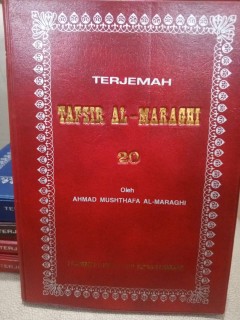 TERJEMAH
TAFSIR AL-MARAGHI
20
Oleh
AHMAD MUSHTHAFA AL-MARAGHI